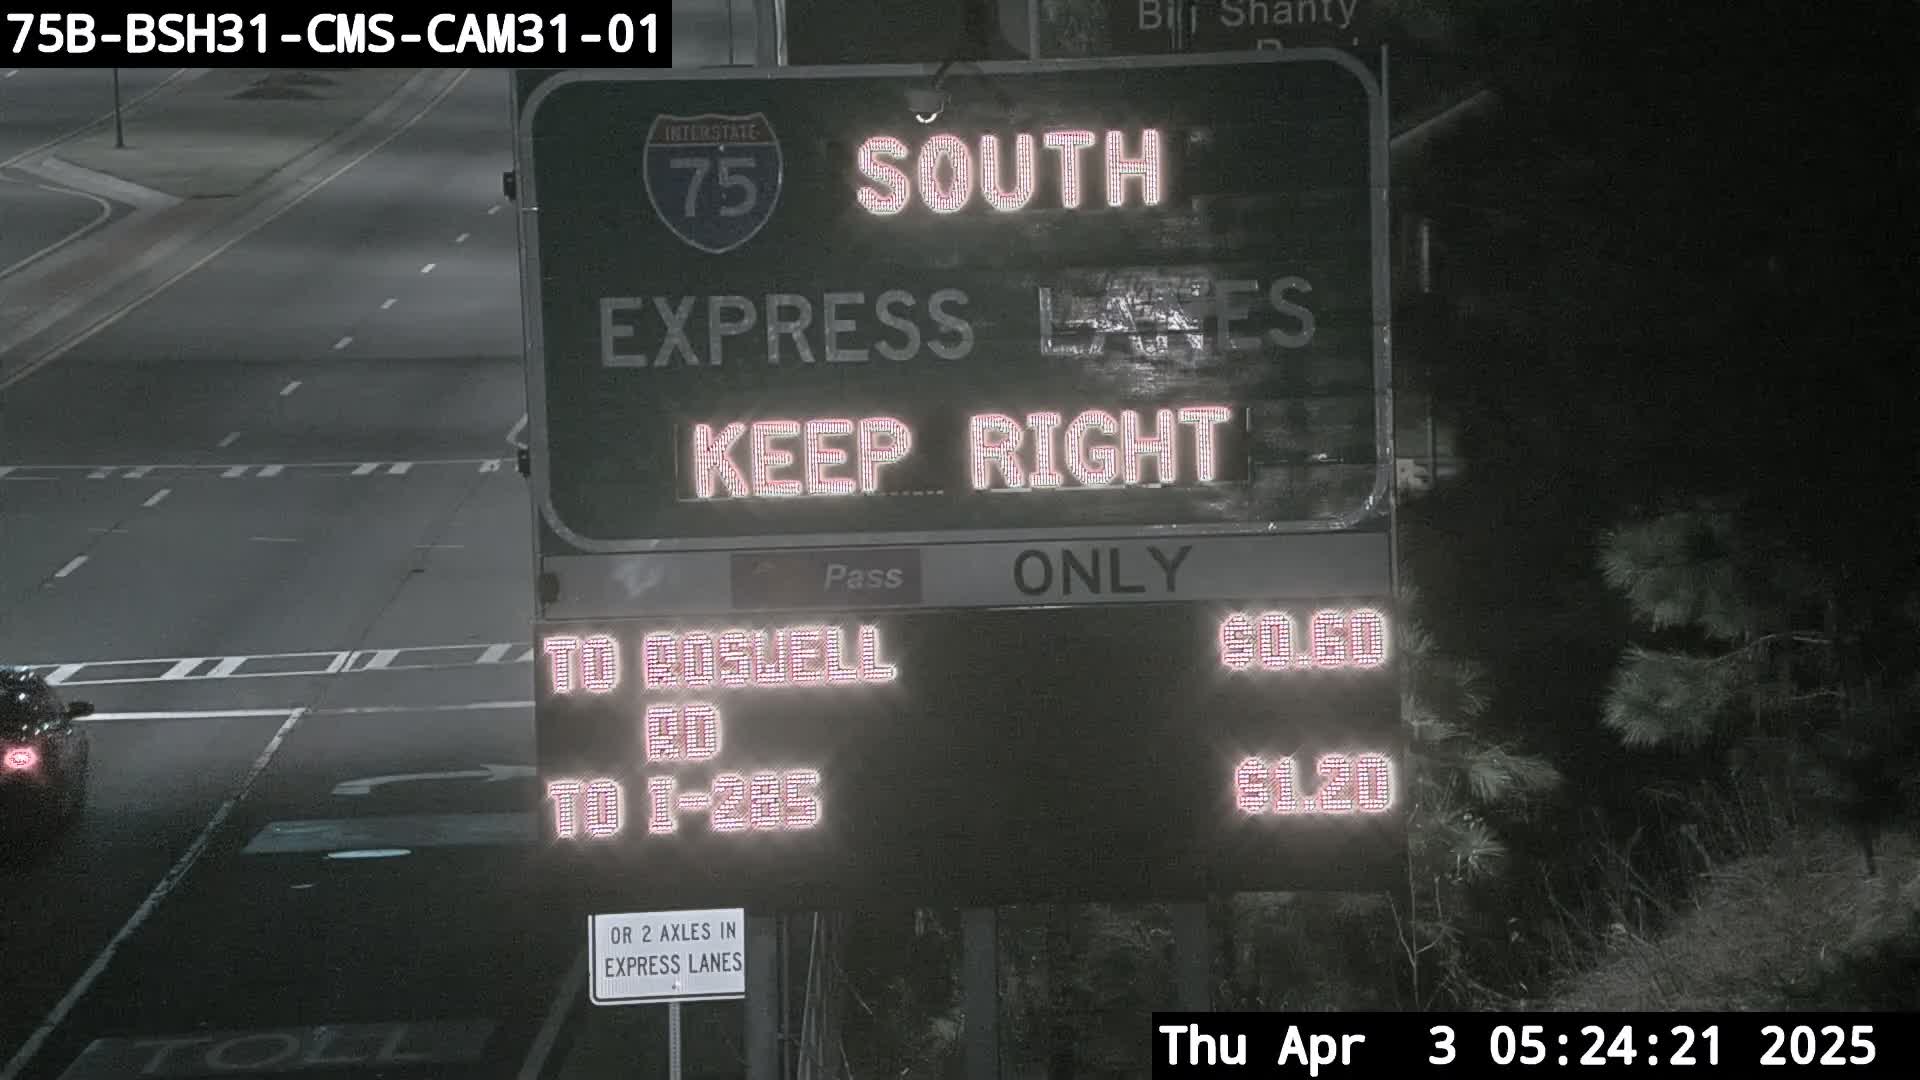 75B-BSH31-CMS-CAM31-01
Shanty
INTERSTATE
75
SOUTH
EXPRESS LANES
KEEP RIGHT
Pass ONLY
TO ROSWELL $0.60
RD
TO I-285 $1.20
OR 2 AXLES IN
EXPRESS LANES
TOLL
Thu Apr 3 05:24:21 2025